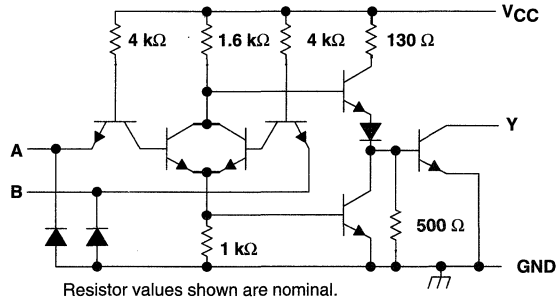 VCC
4 kΩ 1.6 kΩ 4 kΩ 130 Ω
A
Y
B
500 Ω
1 kΩ
GND
Resistor values shown are nominal.